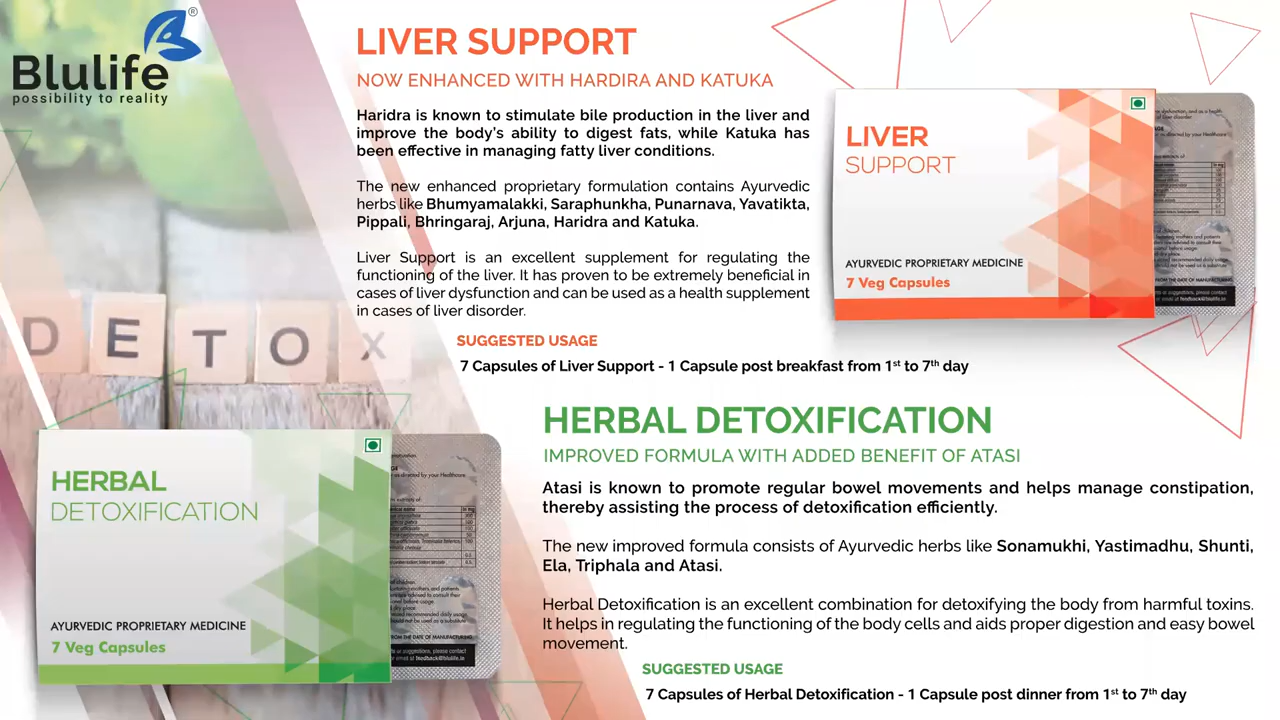 Blulife®
possibility to reality
LIVER SUPPORT
NOW ENHANCED WITH HARDIRA AND KATUKA
Haridra is known to stimulate bile production in the liver and
improve the body's ability to digest fats, while Katuka has
been effective in managing fatty liver conditions.
The new enhanced proprietary formulation contains Ayurvedic
herbs like Bhumyamalakki, Saraphunkha, Punarnava, Yavatikta,
Pippali, Bhringaraj, Arjuna, Haridra and Katuka.
Liver Support is an excellent supplement for regulating the
functioning of the liver. It has proven to be extremely beneficial in
cases of liver dysfunction and can be used as a health supplement
in cases of liver disorder.
SUGGESTED USAGE
7 Capsules of Liver Support - 1 Capsule post breakfast from 1st to 7th day
LIVER
SUPPORT
AYURVEDIC PROPRIETARY MEDICINE
7 Veg Capsules
DETOX
HERBAL DETOXIFICATION
IMPROVED FORMULA WITH ADDED BENEFIT OF ATASI
Atasi is known to promote regular bowel movements and helps manage constipation,
thereby assisting the process of detoxification efficiently.
The new improved formula consists of Ayurvedic herbs like Sonamukhi, Yastimadhu, Shunti,
Ela, Triphala and Atasi.
Herbal Detoxification is an excellent combination for detoxifying the body from harmful toxins.
It helps in regulating the functioning of the body cells and aids proper digestion and easy bowel
movement.
SUGGESTED USAGE
7 Capsules of Herbal Detoxification - 1 Capsule post dinner from 1st to 7th day
HERBAL
DETOXIFICATION
AYURVEDIC PROPRIETARY MEDICINE
7 Veg Capsules